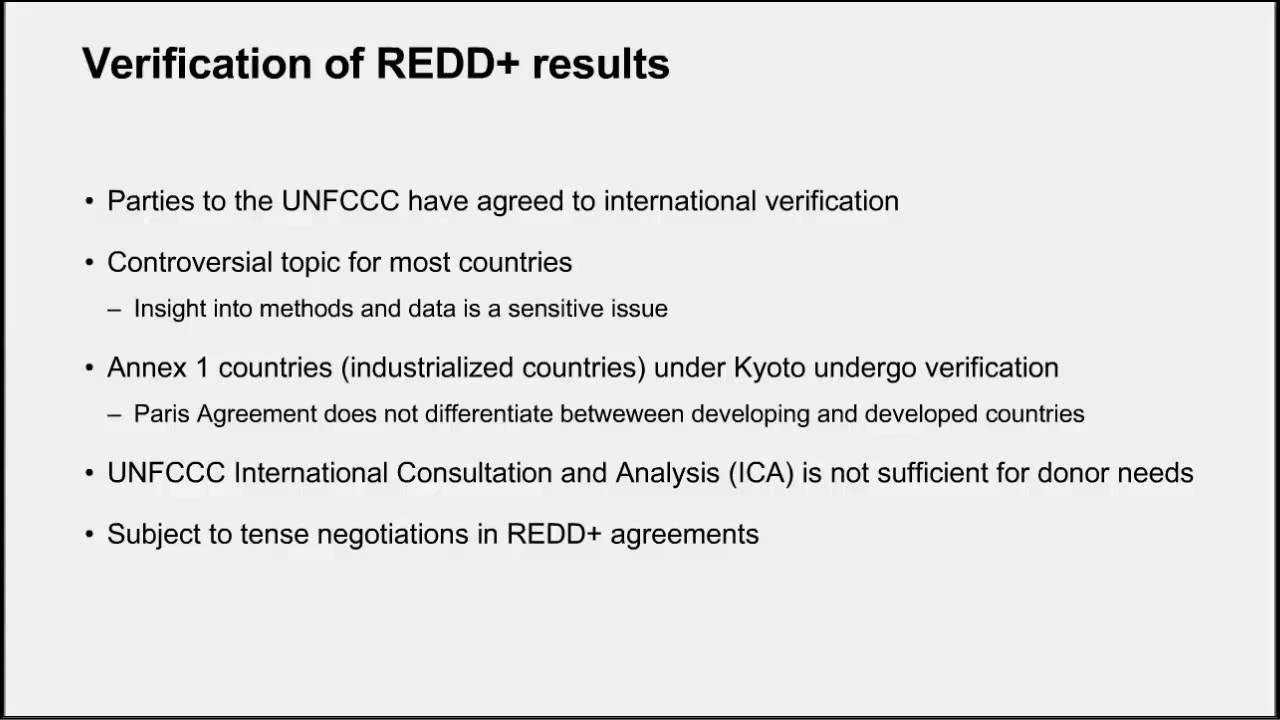 Verification of REDD+ results
• Parties to the UNFCCC have agreed to international verification
• Controversial topic for most countries
– Insight into methods and data is a sensitive issue
• Annex 1 countries (industrialized countries) under Kyoto undergo verification
– Paris Agreement does not differentiate betweween developing and developed countries
• UNFCCC International Consultation and Analysis (ICA) is not sufficient for donor needs
• Subject to tense negotiations in REDD+ agreements